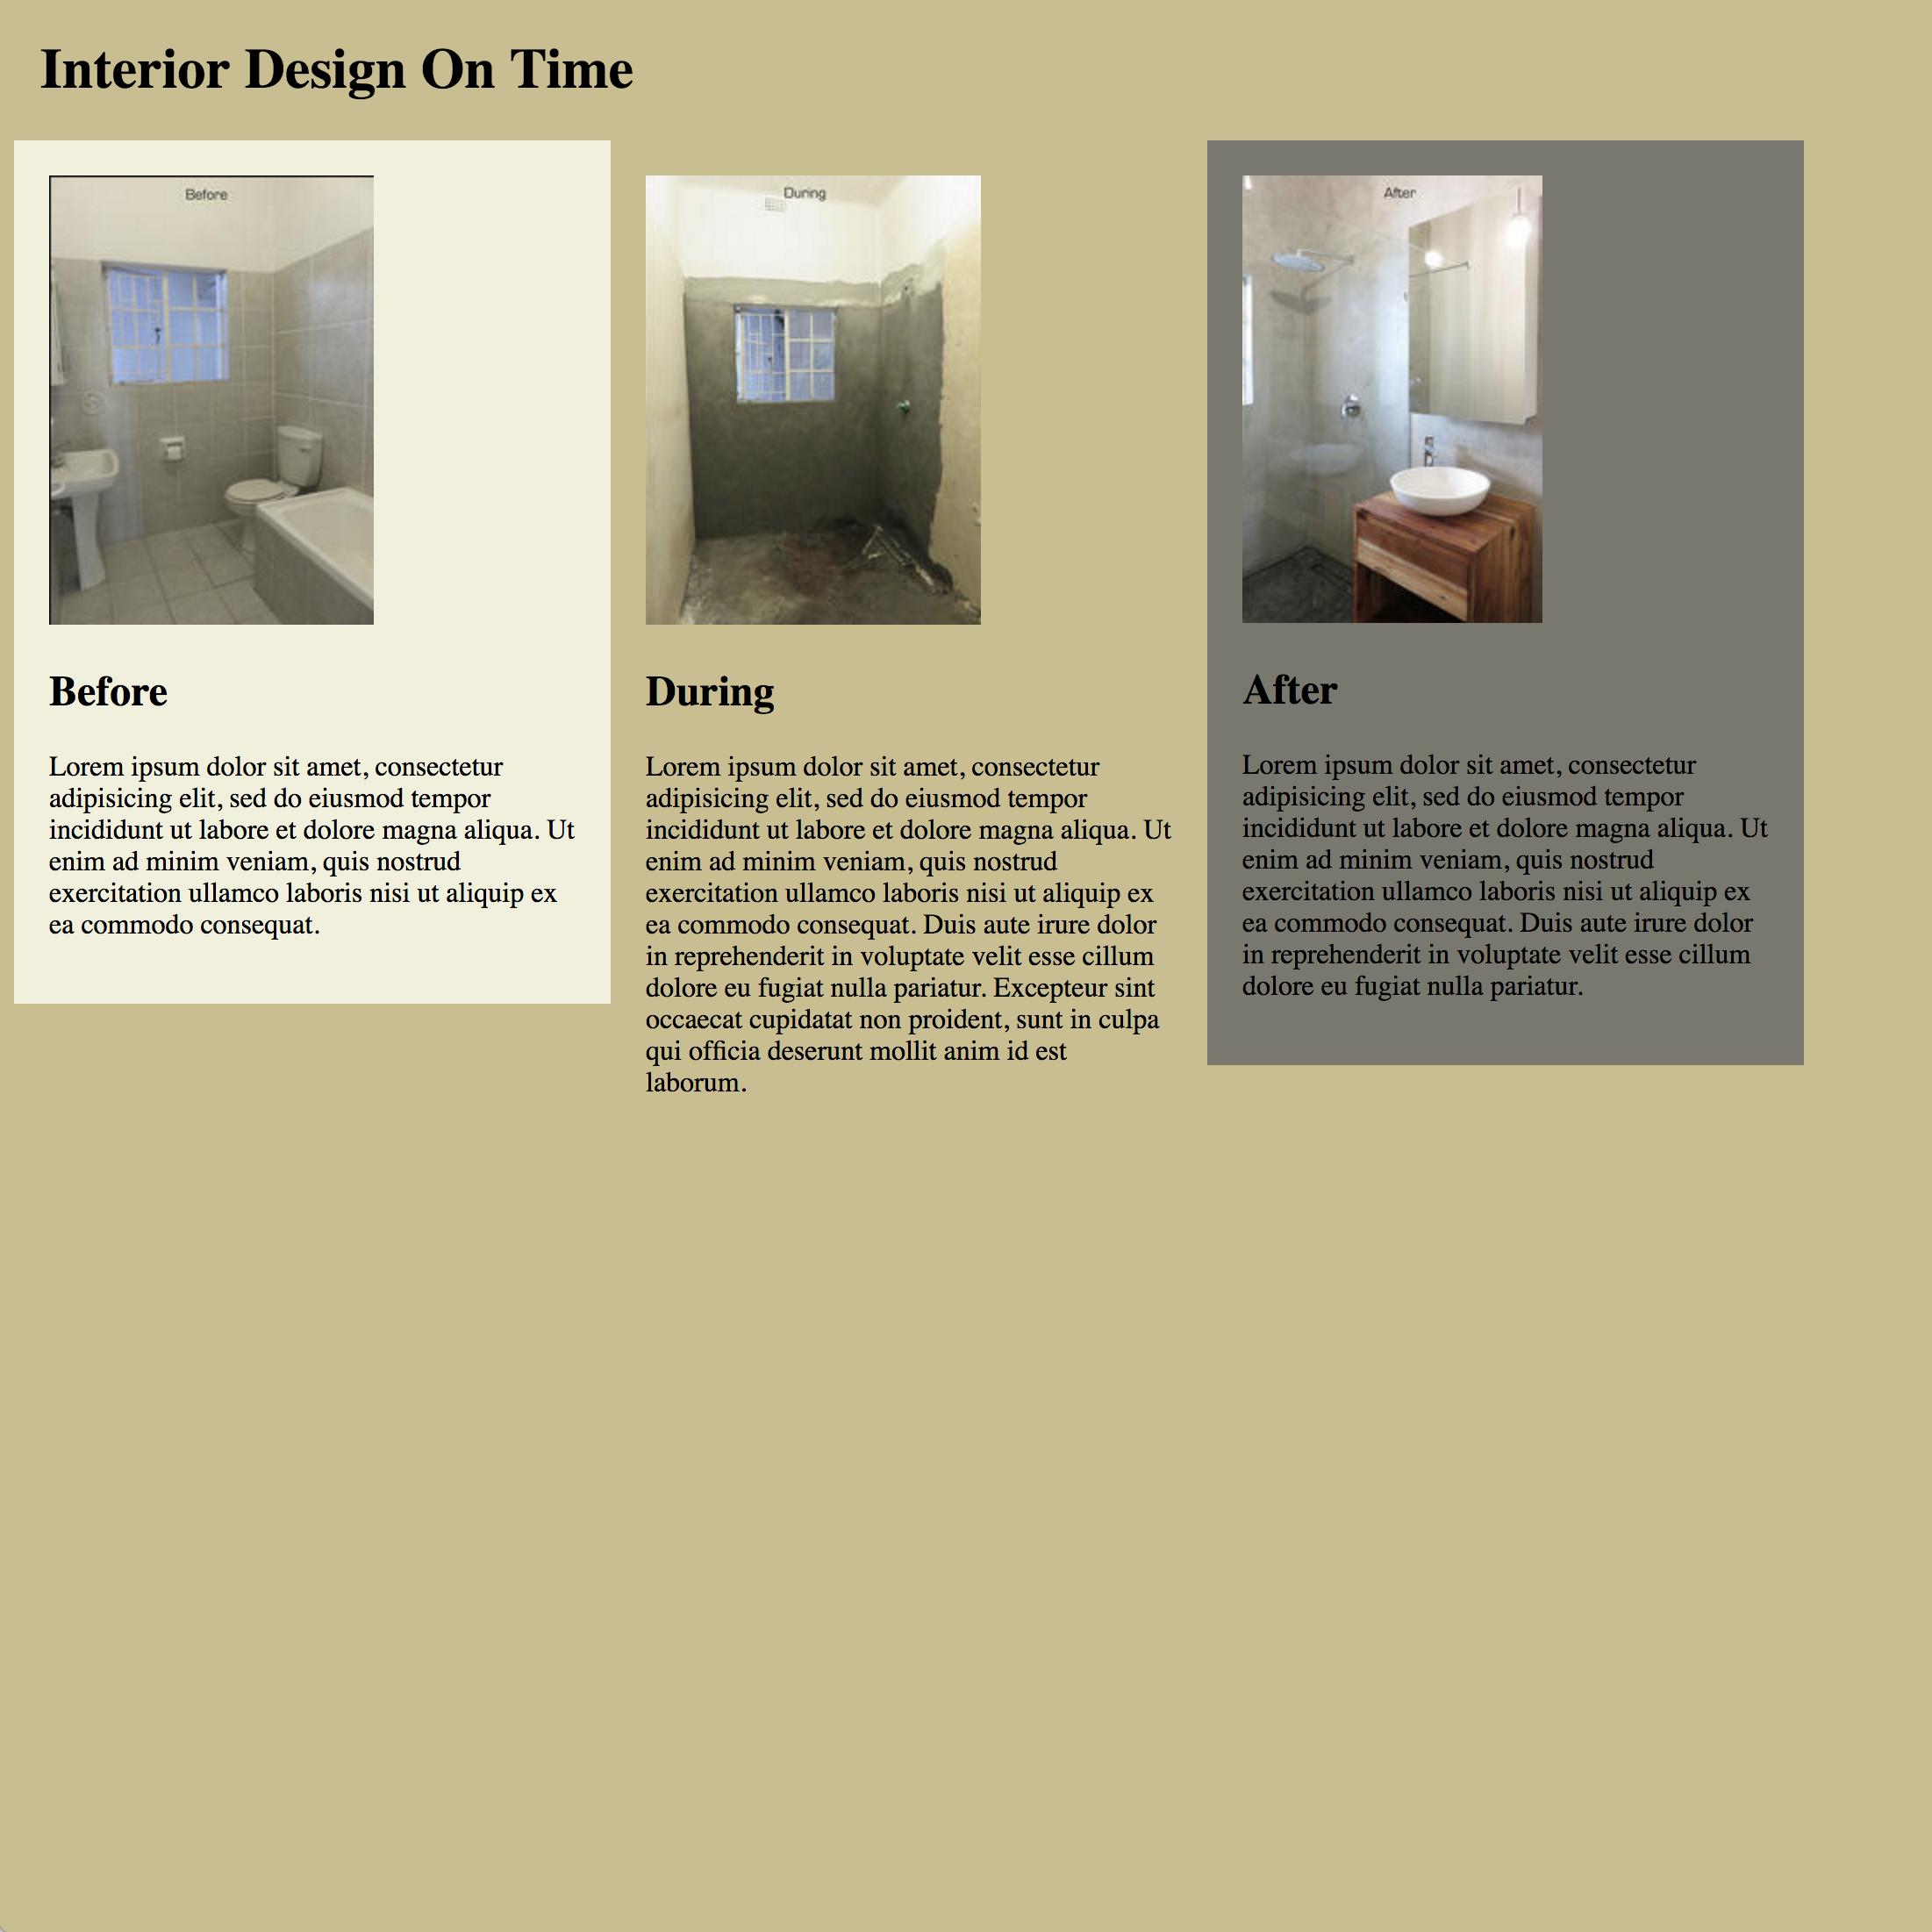 Interior Design On Time
Before
During
After
Before
Lorem ipsum dolor sit amet, consectetur
adipisicing elit, sed do eiusmod tempor
incididunt ut labore et dolore magna aliqua. Ut
enim ad minim veniam, quis nostrud
exercitation ullamco laboris nisi ut aliquip ex
ea commodo consequat.
During
Lorem ipsum dolor sit amet, consectetur
adipisicing elit, sed do eiusmod tempor
incididunt ut labore et dolore magna aliqua. Ut
enim ad minim veniam, quis nostrud
exercitation ullamco laboris nisi ut aliquip ex
ea commodo consequat. Duis aute irure dolor
in reprehenderit in voluptate velit esse cillum
dolore eu fugiat nulla pariatur. Excepteur sint
occaecat cupidatat non proident, sunt in culpa
qui officia deserunt mollit anim id est
laborum.
After
Lorem ipsum dolor sit amet, consectetur
adipisicing elit, sed do eiusmod tempor
incididunt ut labore et dolore magna aliqua. Ut
enim ad minim veniam, quis nostrud
exercitation ullamco laboris nisi ut aliquip ex
ea commodo consequat. Duis aute irure dolor
in reprehenderit in voluptate velit esse cillum
dolore eu fugiat nulla pariatur.